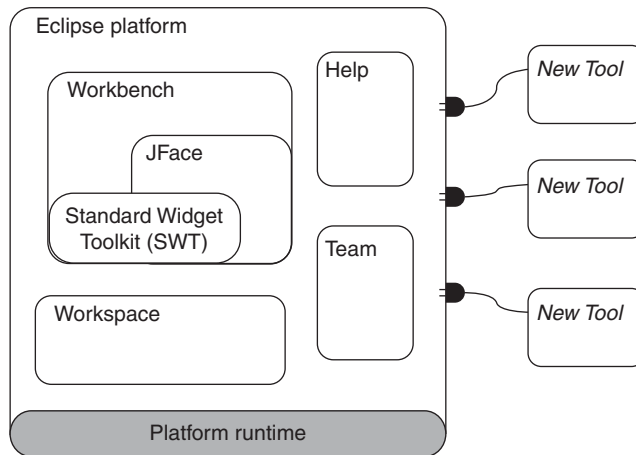 Eclipse platform
Workbench
JFace
Standard Widget
Toolkit (SWT)
Workspace
Help
Team
Platform runtime
New Tool
New Tool
New Tool